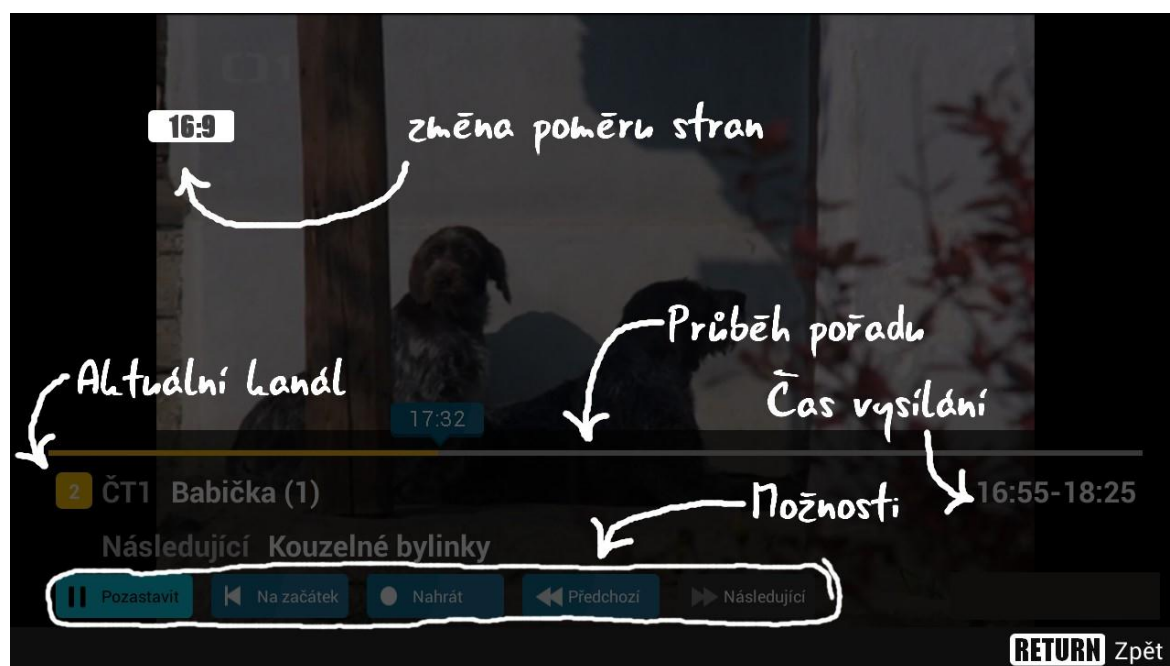 ČT1
16:9
změna poměru stran
Průběh pořadu
Aktuální kanál
Čas vysílání
17:32
2 ČT1 Babička (1) 16:55-18:25
Možnosti
Následující Kouzelné bylinky
Pozastavit Na začátek Nahrát Předchozí Následující
RETURN Zpět